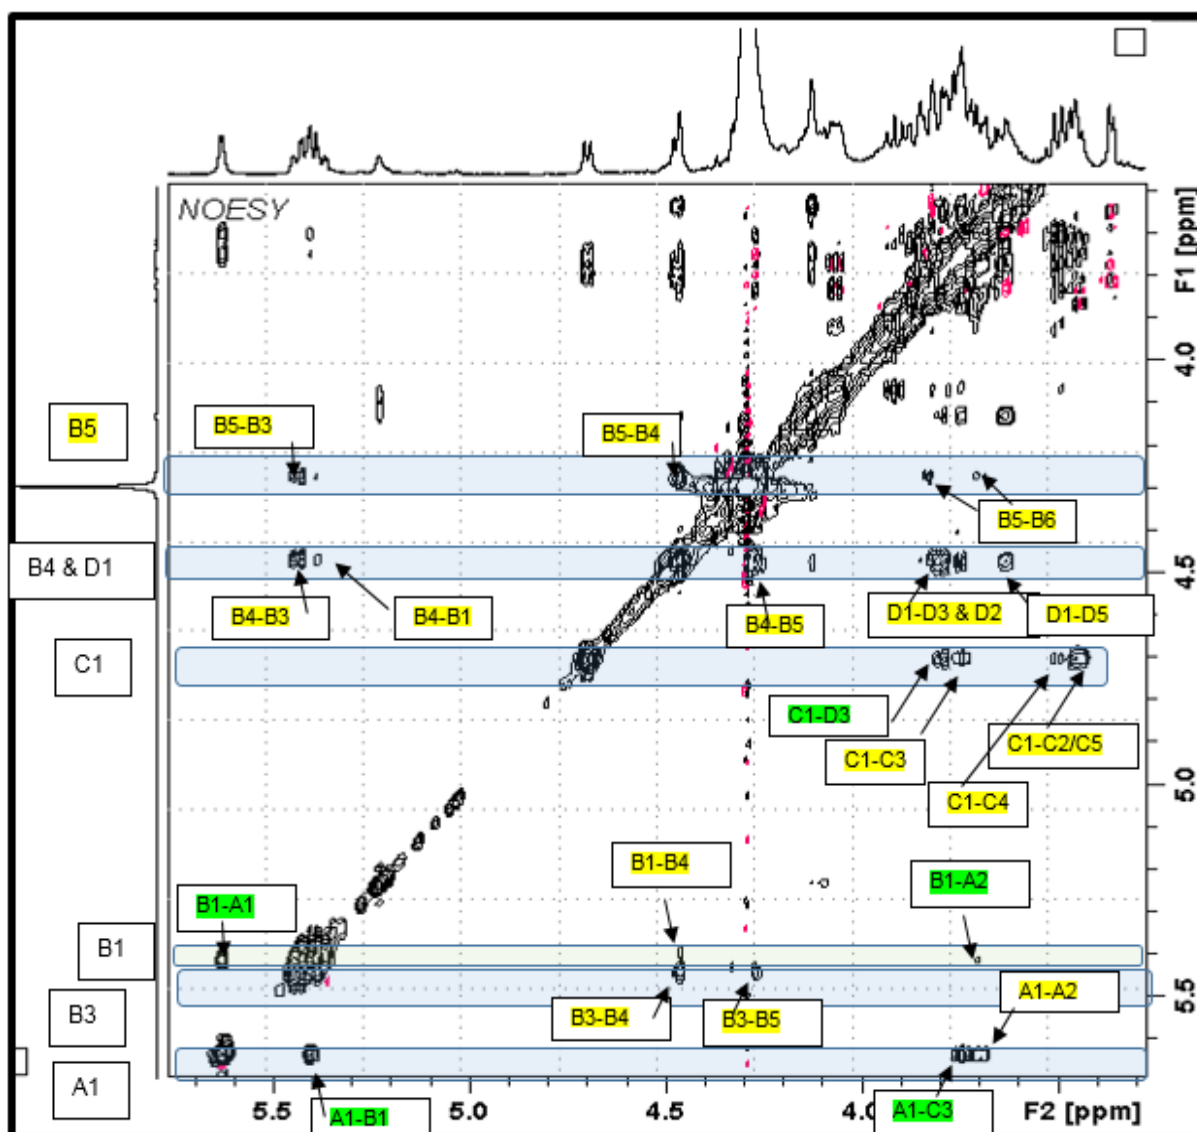 NOESY
F1 [ppm]
4.0
B5
B5-B3
B5-B4
B5-B6
B4 & D1
4.5
B4-B3
B4-B1
B4-B5
D1-D3 & D2
D1-D5
C1
C1-D3
C1-C3
C1-C2/C5
C1-C4
5.0
B1-B4
B1-A1
B1-A2
B1
B3
B3-B4
B3-B5
A1-A2
5.5
A1
5.5
5.0
4.5
4.0
F2 [ppm]
A1-B1
A1-C3